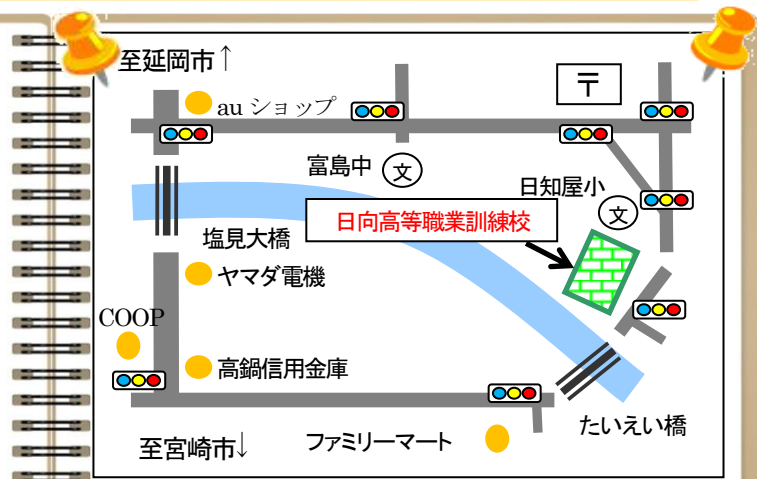 至延岡市↑
auショップ
〒
富島中
文
日知屋小
文
日向高等職業訓練校
塩見大橋
ヤマダ電機
COOP
高鍋信用金庫
たいえい橋
至宮崎市↓
ファミリーマート